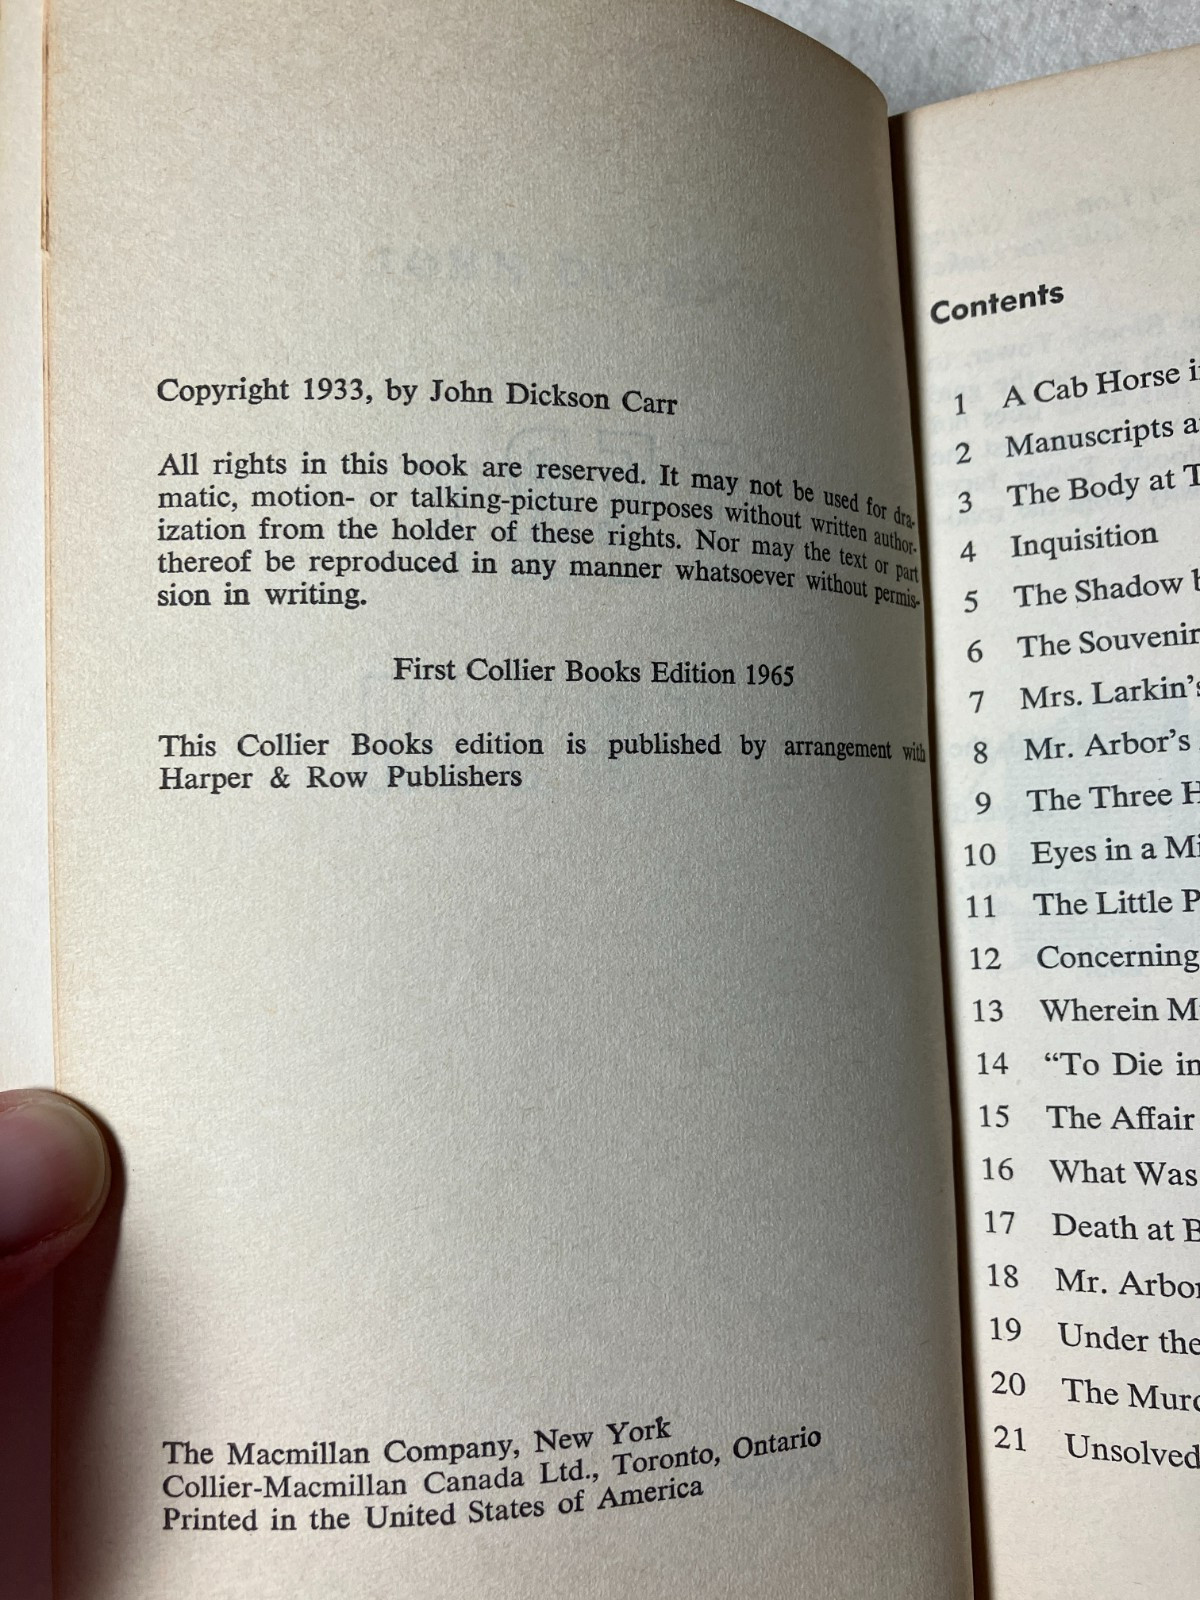 Copyright 1933, by John Dickson Carr
All rights in this book are reserved. It may not be used for dra-
matic, motion- or talking-picture purposes without written author-
ization from the holder of these rights. Nor may the text or part
thereof be reproduced in any manner whatsoever without permis-
sion in writing.
First Collier Books Edition 1965
This Collier Books edition is published by arrangement with
Harper & Row Publishers
The Macmillan Company, New York
Collier-Macmillan Canada Ltd., Toronto, Ontario
Printed in the United States of America
Contents
1 A Cab Horse
2 Manuscripts
3 The Body at
4 Inquisition
5 The Shadow
6 The Souvenir
7 Mrs. Larkin's
8 Mr. Arbor's
9 The Three
10 Eyes in a
11 The Little
12 Concerning
13 Wherein
14 “To Die in
15 The Affair
16 What Was
17 Death at
18 Mr. Arbor
19 Under the
20 The
21 Unsolved